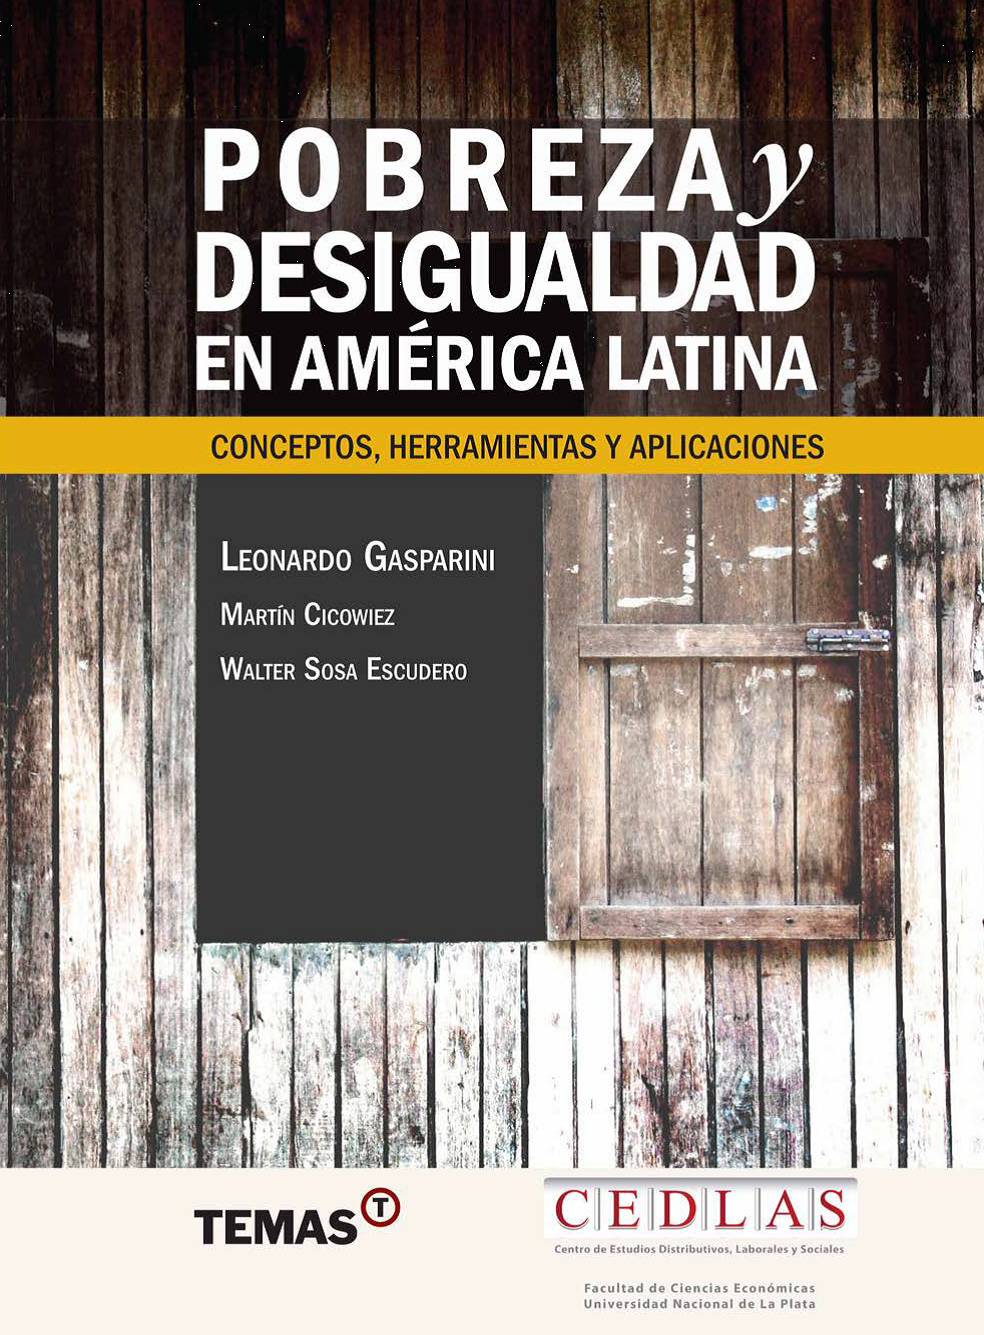 POBREZA y
DESIGUALDAD
EN AMÉRICA LATINA
CONCEPTOS, HERRAMIENTAS Y APLICACIONES
LEONARDO GASPARINI
MARTÍN CICOWIEZ
WALTER SOSA ESCUDERO
TEMAS T
C|E|D|L|A|S
Centro de Estudios Distributivos, Laborales y Sociales
Facultad de Ciencias Económicas
Universidad Nacional de La Plata